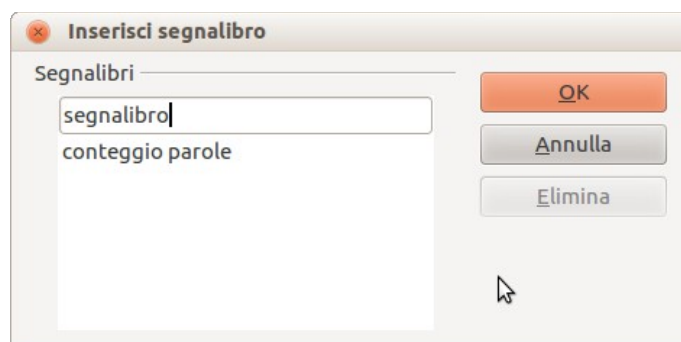 Inserisci segnalibro
Segnalibri
segnalibro
conteggio parole
OK
Annulla
Elimina